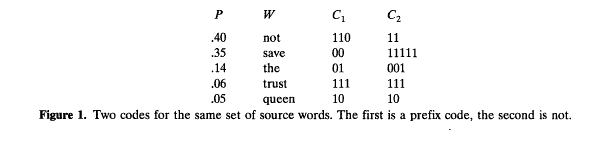 P W C₁ C₂
.40 not 110 11
.35 save 00 11111
.14 the 01 001
.06 trust 111 111
.05 queen 10 10
Figure 1. Two codes for the same set of source words. The first is a prefix code, the second is not.